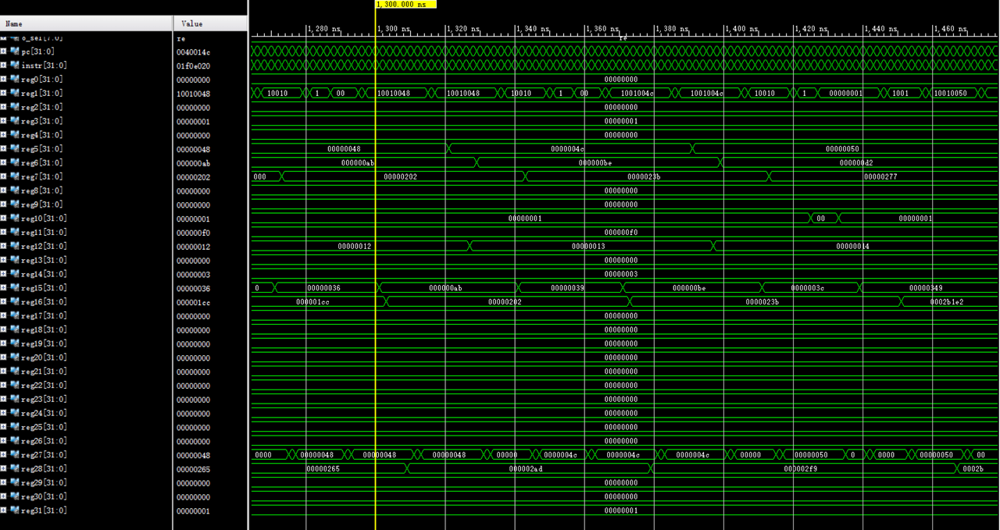 1,300.000 ns
Name Value 1,280 ns 1,300 ns 1,320 ns 1,340 ns 1,360 ns 1,380 ns 1,400 ns 1,420 ns 1,440 ns 1,460 ns
o_sel[7:0] re re
pc[31:0] 0040014c
instr[31:0] 01f0e020
reg0[31:0] 00000000 00000000
reg1[31:0] 10010048 10010 1 00 10010048 10010048 10010 1 00 1001004c 1001004c 10010 1 00000001 1001 10010050
reg2[31:0] 00000000 00000000
reg3[31:0] 00000001 00000001
reg4[31:0] 00000000 00000000
reg5[31:0] 00000048 00000048 0000004c 00000050
reg6[31:0] 000000ab 000000ab 000000be 000000d2
reg7[31:0] 00000202 000 00000202 0000023b 00000277
reg8[31:0] 00000000 00000000
reg9[31:0] 00000000 00000000
reg10[31:0] 00000001 00000001 00 00000001
reg11[31:0] 000000f0 000000f0
reg12[31:0] 00000012 00000012 00000013 00000014
reg13[31:0] 00000000 00000000
reg14[31:0] 00000003 00000003
reg15[31:0] 00000036 0 00000036 000000ab 00000039 000000be 0000003c 00000349
reg16[31:0] 000001cc 000001cc 00000202 0000023b 0002b1e2
reg17[31:0] 00000000 00000000
reg18[31:0] 00000000 00000000
reg19[31:0] 00000000 00000000
reg20[31:0] 00000000 00000000
reg21[31:0] 00000000 00000000
reg22[31:0] 00000000 00000000
reg23[31:0] 00000000 00000000
reg24[31:0] 00000000 00000000
reg25[31:0] 00000000 00000000
reg26[31:0] 00000000 00000000
reg27[31:0] 00000048 0000 00000048 00000048 00000048 00000 0000004c 0000004c 0000004c 00000 00000050 0 0000 00000050 00
reg28[31:0] 00000265 00000265 000002ad 000002f9 0002b
reg29[31:0] 00000000 00000000
reg30[31:0] 00000000 00000000
reg31[31:0] 00000001 00000001